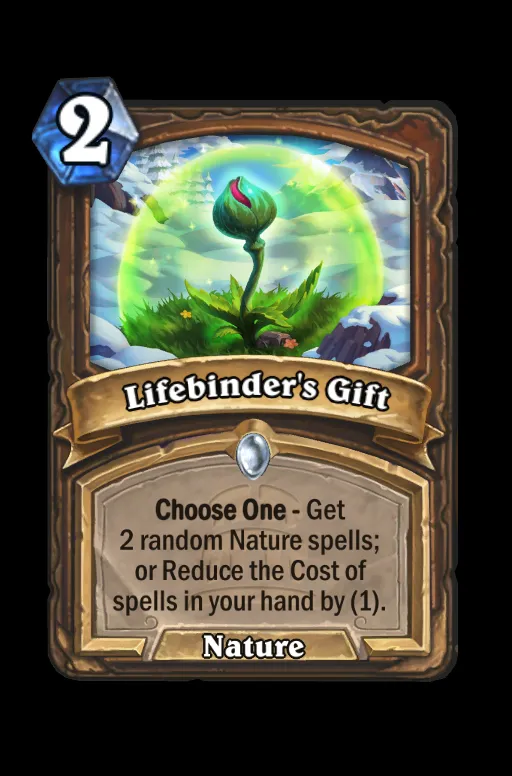 2
Lifebinder's Gift
Choose One - Get
2 random Nature spells;
or Reduce the Cost of
spells in your hand by (1).
Nature